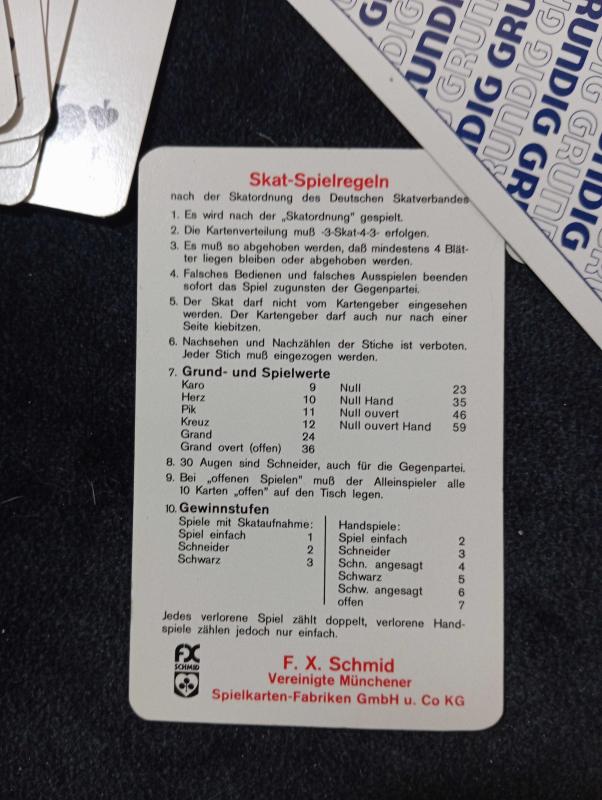 Skat-Spielregeln
nach der Skatordnung des Deutschen Skatverbandes
1. Es wird nach der „Skatordnung" gespielt.
2. Die Kartenverteilung muß -3-Skat-4-3- erfolgen.
3. Es muß so abgehoben werden, daß mindestens 4 Blät-
ter liegen bleiben oder abgehoben werden.
4. Falsches Bedienen und falsches Ausspielen beenden
sofort das Spiel zugunsten der Gegenpartei.
5. Der Skat darf nicht vom Kartengeber eingesehen
werden. Der Kartengeber darf auch nur nach einer
Seite kiebitzen.
6. Nachsehen und Nachzählen der Stiche ist verboten.
Jeder Stich muß eingezogen werden.
7. Grund- und Spielwerte
Karo 9 Null 23
Herz 10 Null Hand 35
Pik 11 Null ouvert 46
Kreuz 12 Null ouvert Hand 59
Grand 24
Grand overt (offen) 36
8. 30 Augen sind Schneider, auch für die Gegenpartei.
9. Bei „offenen Spielen" muß der Alleinspieler alle
10 Karten „offen" auf den Tisch legen.
10. Gewinnstufen
Spiele mit Skataufnahme:
Spiel einfach 1
Schneider 2
Schwarz 3
Handspiele:
Spiel einfach 2
Schneider 3
Schn. angesagt 4
Schwarz 5
Schw. angesagt 6
offen 7
Jedes verlorene Spiel zählt doppelt, verlorene Hand-
spiele zählen jedoch nur einfach.
FX
SCHMID
F. X. Schmid
Vereinigte Münchener
Spielkarten-Fabriken GmbH u. Co KG
GRUNDIG
GRUNDIG
GRUNDIG
GRUNDIG